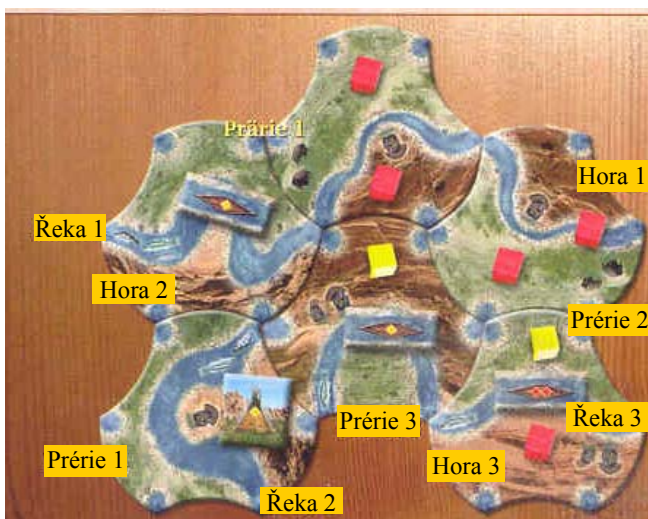 Prärie 1
Hora 1
Řeka 1
Hora 2
Prérie 2
Řeka 3
Prérie 3
Prérie 1
Hora 3
Řeka 2